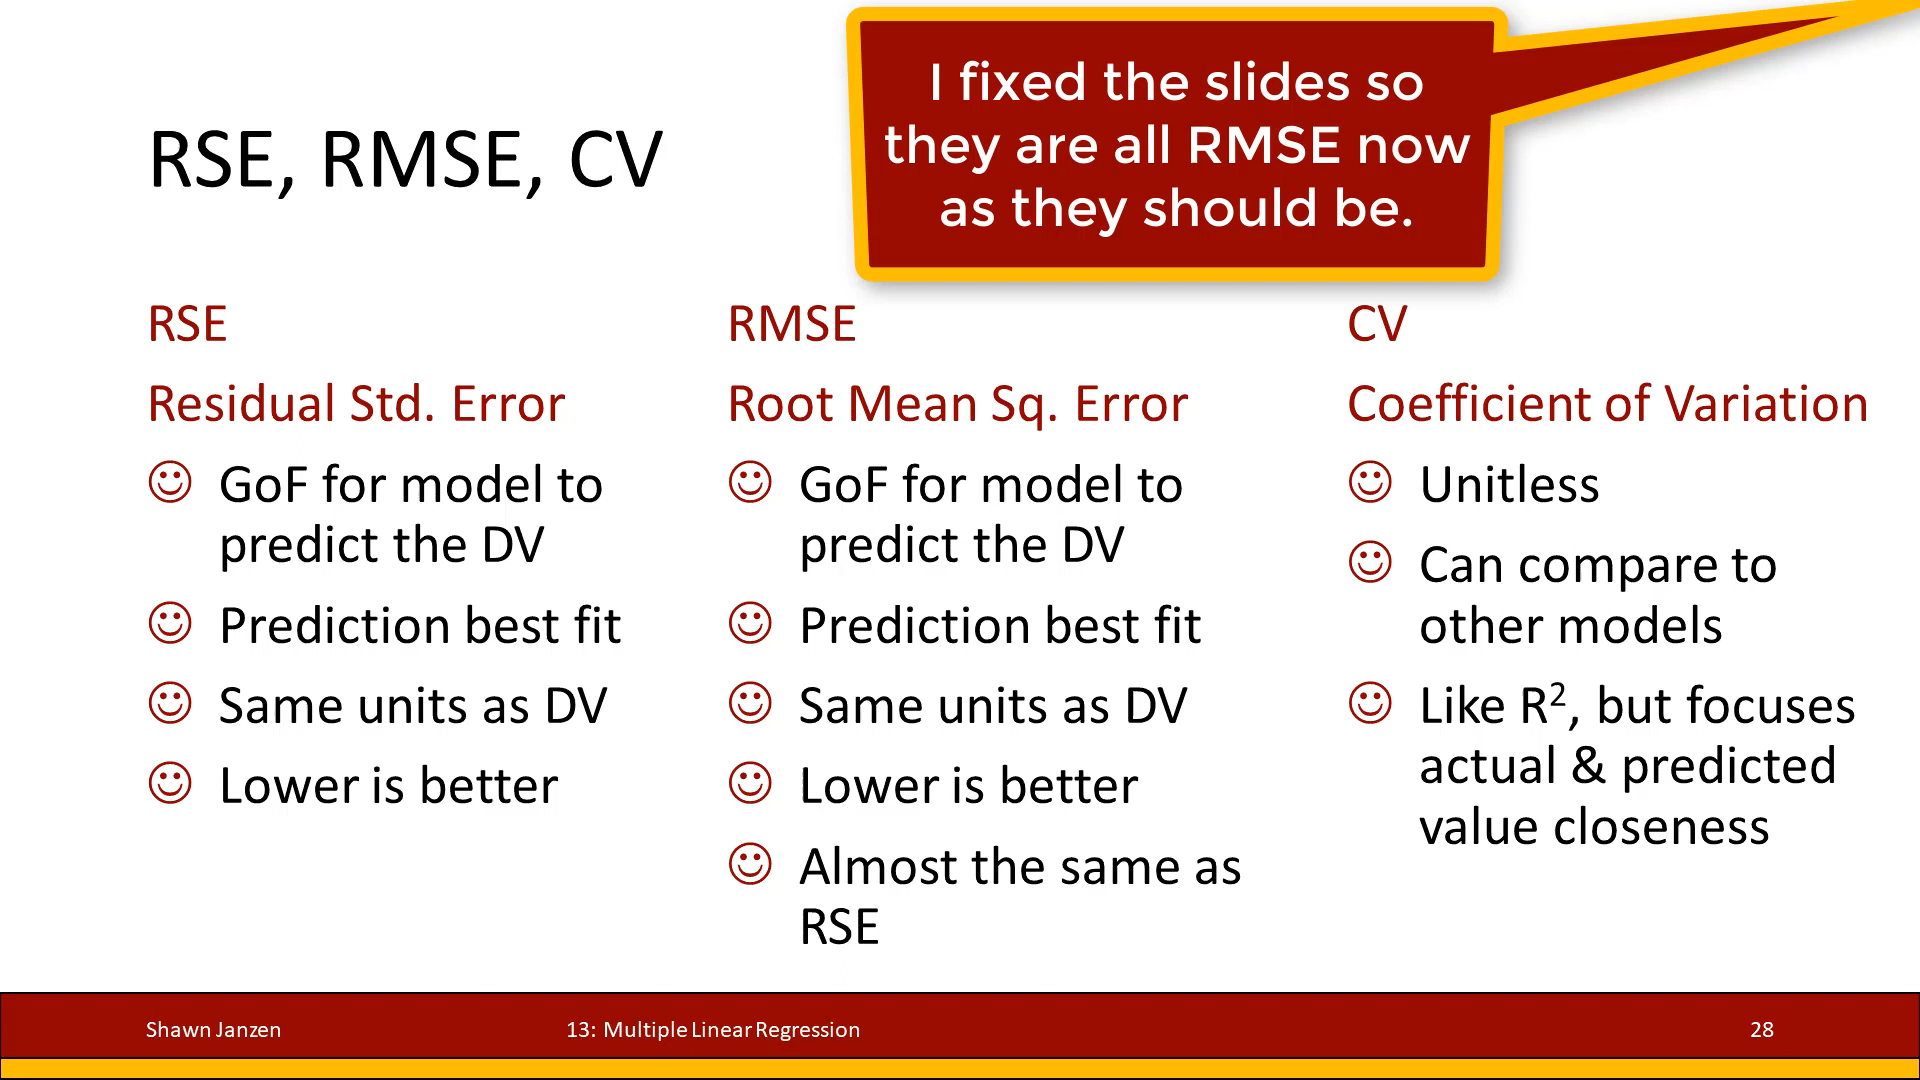 I fixed the slides so
they are all RMSE now
as they should be.
RSE, RMSE, CV
RSE
Residual Std. Error
GoF for model to
predict the DV
Prediction best fit
Same units as DV
Lower is better
RMSE
Root Mean Sq. Error
GoF for model to
predict the DV
Prediction best fit
Same units as DV
Lower is better
Almost the same as
RSE
CV
Coefficient of Variation
Unitless
Can compare to
other models
Like R², but focuses
actual & predicted
value closeness
Shawn Janzen
13: Multiple Linear Regression
28